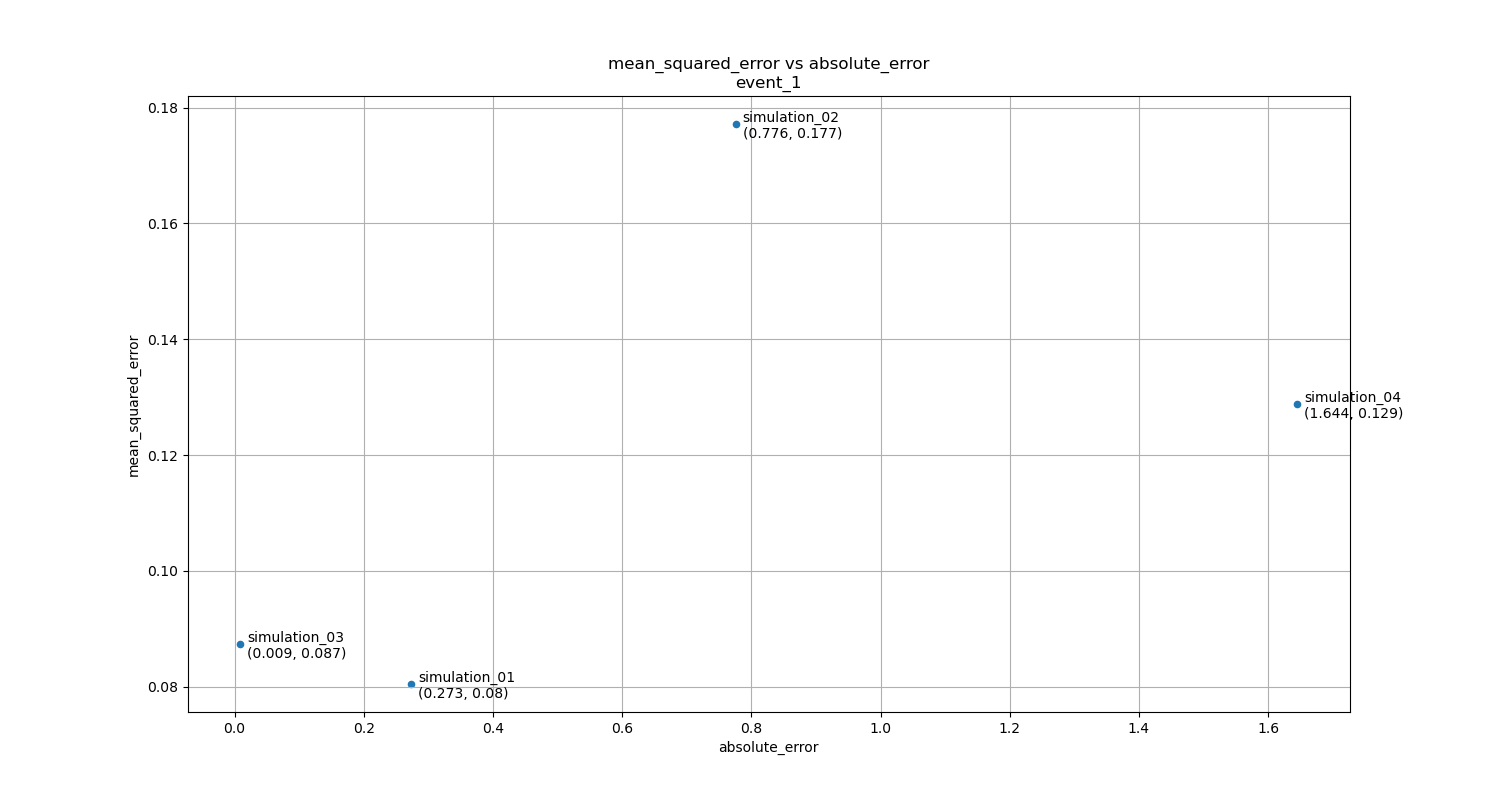 mean_squared_error vs absolute_error
event_1
mean_squared_error
0.18
0.16
0.14
0.12
0.10
0.08
simulation_02
(0.776, 0.177)
simulation_04
(1.644, 0.129)
simulation_03
(0.009, 0.087)
simulation_01
(0.273, 0.08)
0.0 0.2 0.4 0.6 0.8 1.0 1.2 1.4 1.6
absolute_error